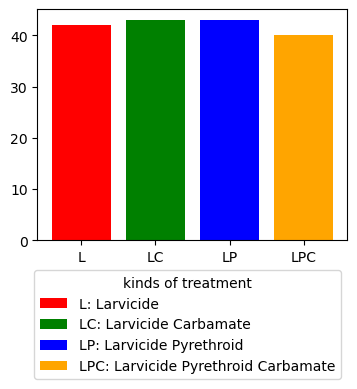 40
30
20
10
0
L LC LP LPC
kinds of treatment
L: Larvicide
LC: Larvicide Carbamate
LP: Larvicide Pyrethroid
LPC: Larvicide Pyrethroid Carbamate